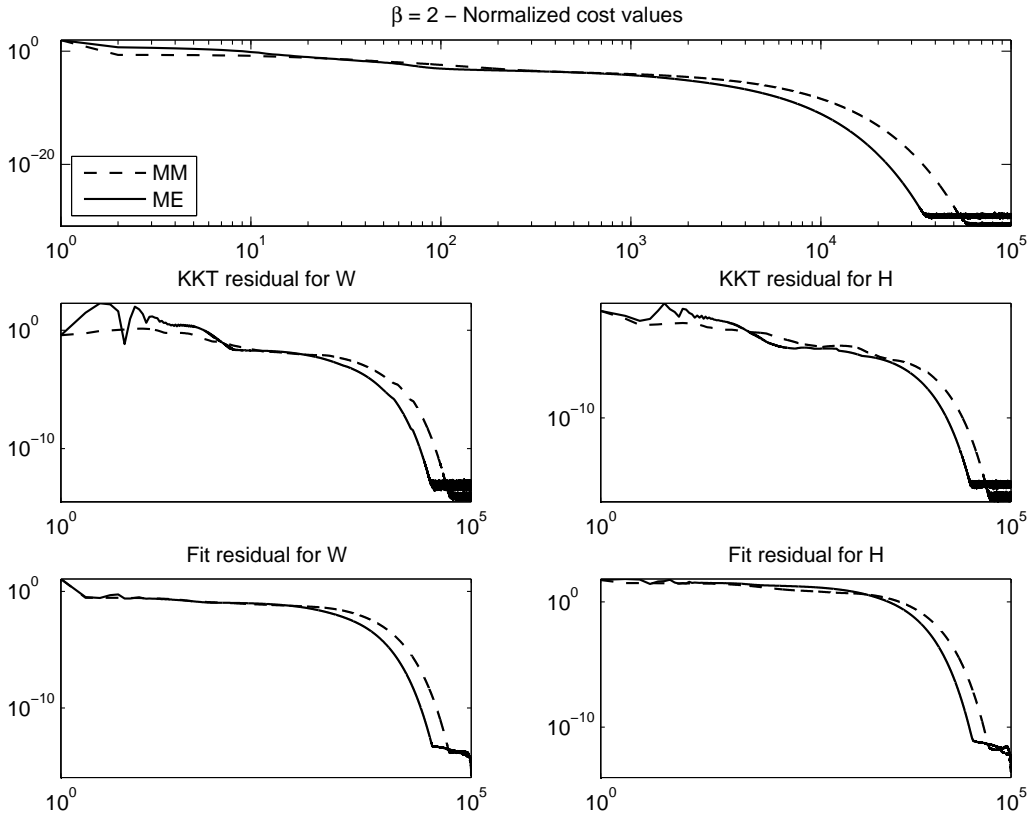 β = 2 − Normalized cost values
10^0
10^−20
MM
ME
10^0 10^1 10^2 10^3 10^4 10^5
KKT residual for W
10^0
10^−10
10^0 10^5
KKT residual for H
10^−10
10^0 10^5
Fit residual for W
10^0
10^−10
10^0 10^5
Fit residual for H
10^0
10^−10
10^0 10^5